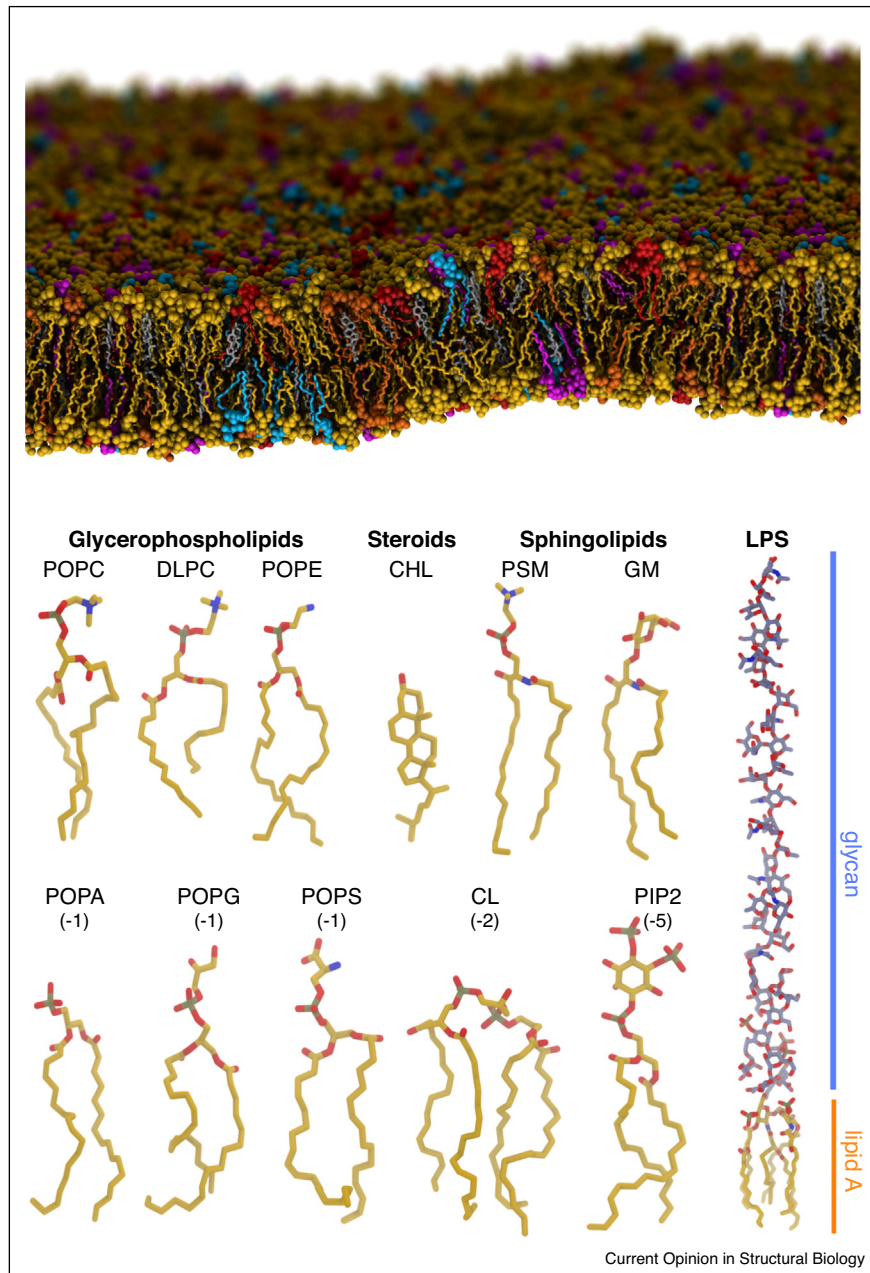 Glycerophospholipids Steroids Sphingolipids LPS
POPC DLPC POPE CHL PSM GM
glycan
POPA POPG POPS CL PIP2
(-1) (-1) (-1) (-2) (-5)
lipid A
Current Opinion in Structural Biology